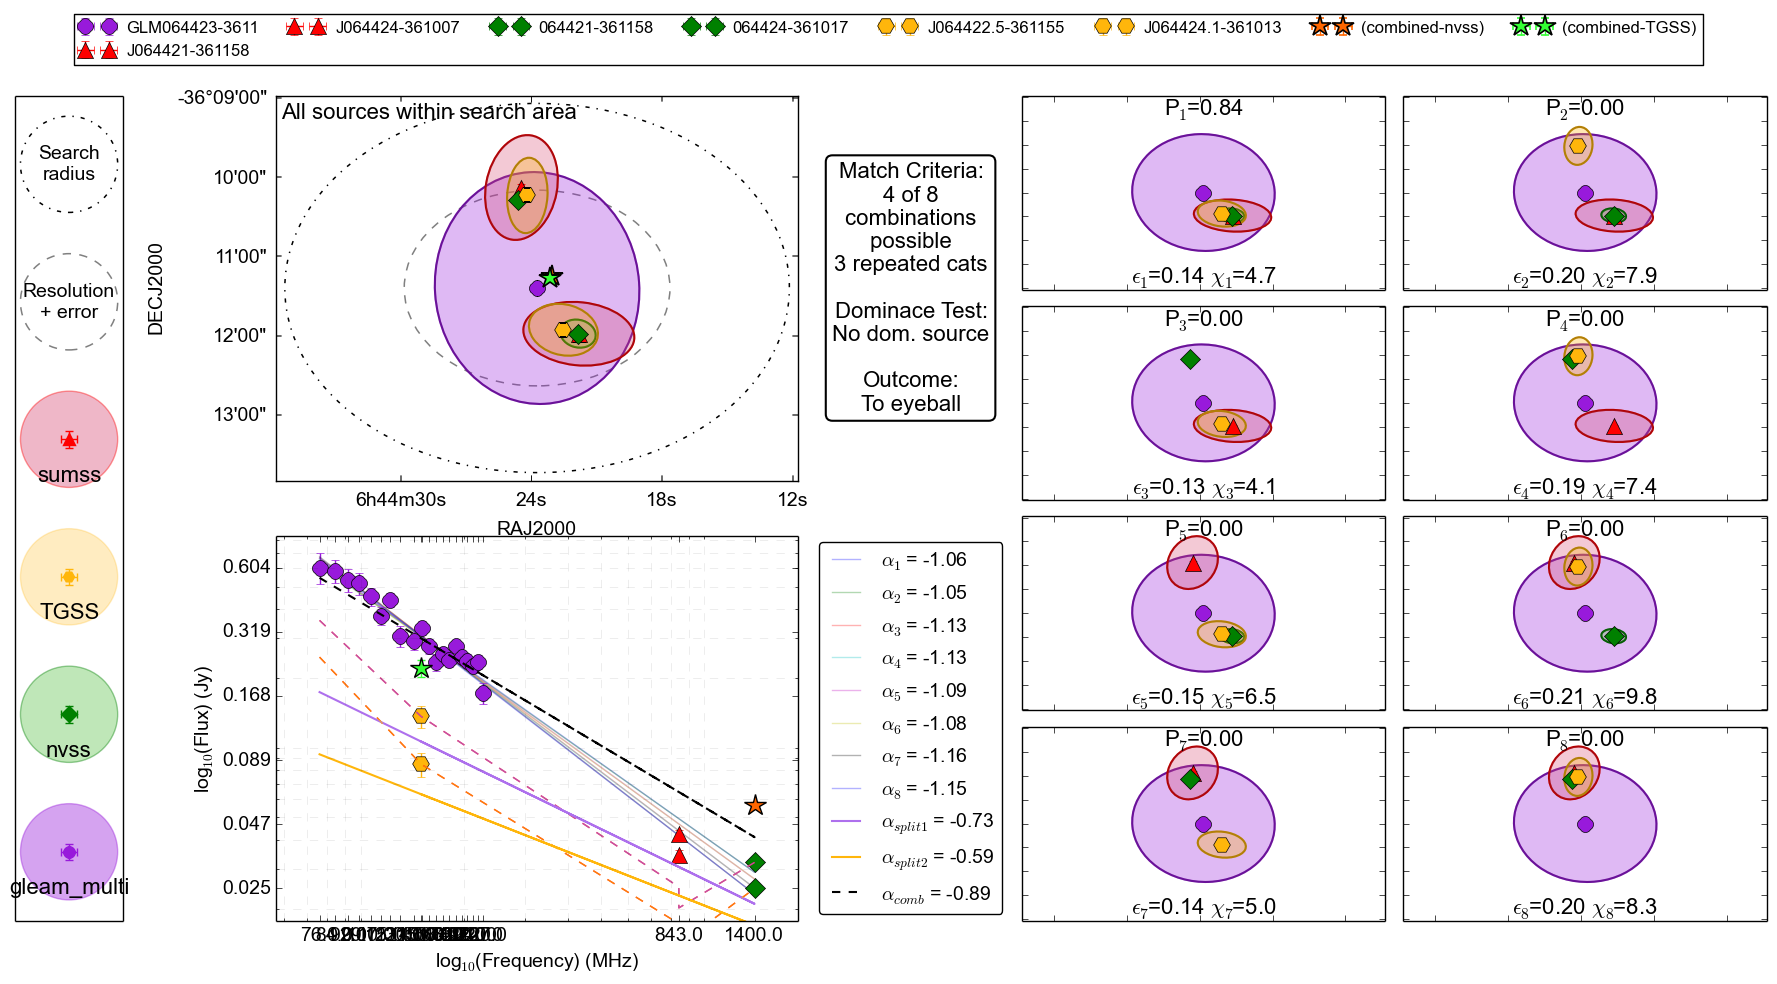 GLM064423-3611 J064424-361007 064421-361158 064424-361017 J064422.5-361155 J064424.1-361013 (combined-nvss) (combined-TGSS)
J064421-361158
Search
radius
Resolution
+ error
sumss
TGSS
nvss
gleam_multi
All sources within search area
-36°09'00"
10'00"
11'00"
12'00"
13'00"
DECJ2000
6h44m30s 24s 18s 12s
RAJ2000
Match Criteria:
4 of 8
combinations
possible
3 repeated cats
Dominace Test:
No dom. source
Outcome:
To eyeball
P1=0.84
ϵ1=0.14 χ1=4.7
P2=0.00
ϵ2=0.20 χ2=7.9
P3=0.00
ϵ3=0.13 χ3=4.1
P4=0.00
ϵ4=0.19 χ4=7.4
P5=0.00
ϵ5=0.15 χ5=6.5
P6=0.00
ϵ6=0.21 χ6=9.8
P7=0.00
ϵ7=0.14 χ7=5.0
P8=0.00
ϵ8=0.20 χ8=8.3
0.604
0.319
0.168
0.089
0.047
0.025
log10(Flux) (Jy)
843.0 1400.0
log10(Frequency) (MHz)
α1 = -1.06
α2 = -1.05
α3 = -1.13
α4 = -1.13
α5 = -1.09
α6 = -1.08
α7 = -1.16
α8 = -1.15
αsplit1 = -0.73
αsplit2 = -0.59
αcomb = -0.89